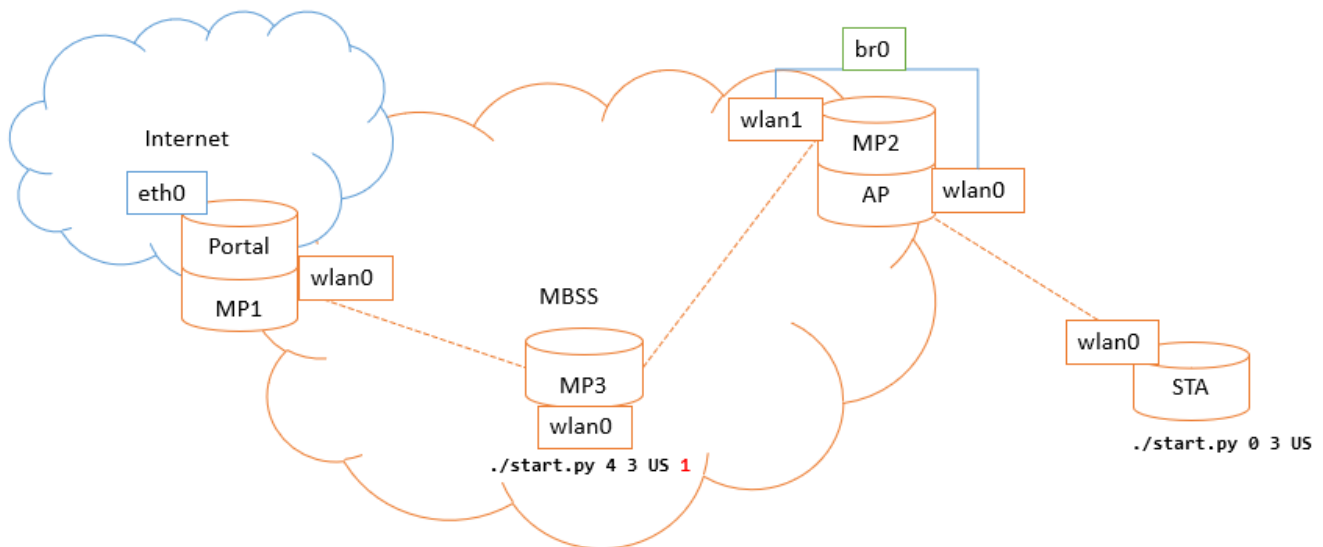 br0
wlan1
MP2
Internet
eth0
AP
wlan0
Portal
wlan0
MP1
MBSS
wlan0
MP3
STA
wlan0
./start.py 4 3 US 1
./start.py 0 3 US